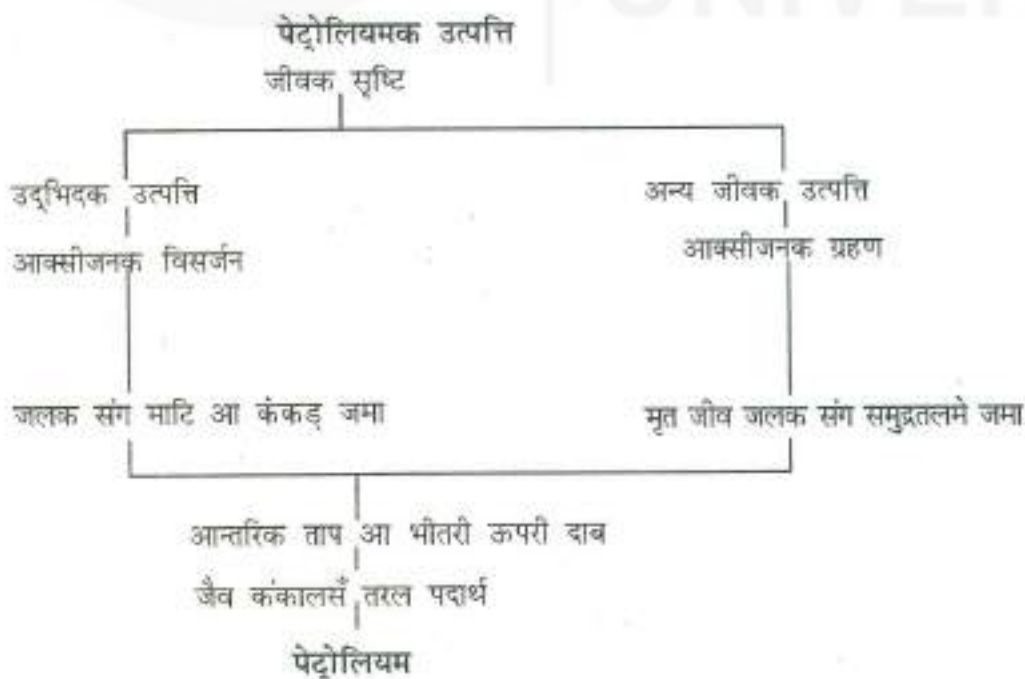 UNIVE
पेट्रोलियमक उत्पत्ति
जीवक सृष्टि
उद्‌भिदक उत्पत्ति
अन्य जीवक उत्पत्ति
आक्सीजनक विसर्जन
आक्सीजनक ग्रहण
जलक संग माटि आ कंकड़ जमा
मृत जीव जलक संग समुद्रतलमे जमा
आन्तरिक ताप आ भीतरी ऊपरी दाब
जैव कंकालसँ तरल पदार्थ
पेट्रोलियम